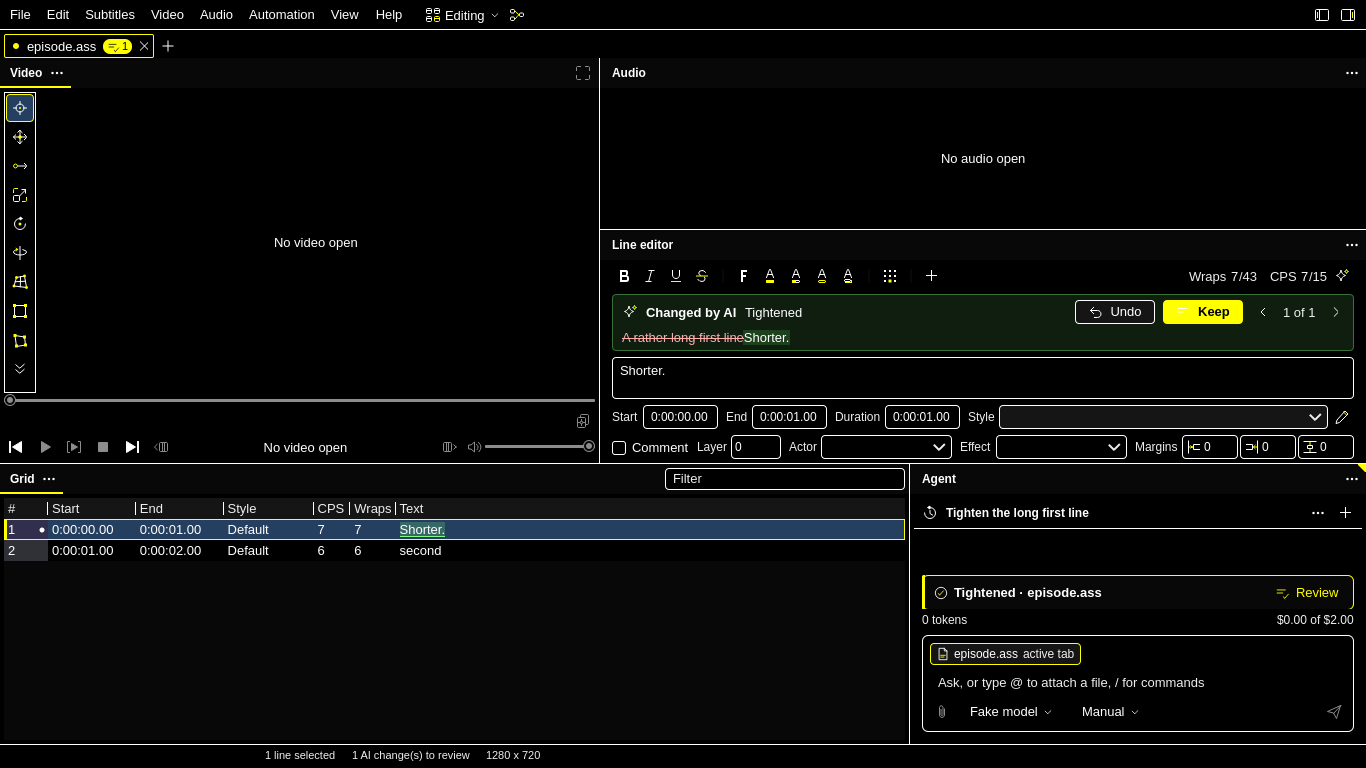 File Edit Subtitles Video Audio Automation View Help Editing
episode.ass 1
Video
Audio
No video open
No audio open
Line editor
Wraps 7/43 CPS 7/15
Changed by AI Tightened Undo Keep 1 of 1
A rather long first lineShorter.
Shorter.
Start 0:00:00.00 End 0:00:01.00 Duration 0:00:01.00 Style
No video open
Comment Layer 0 Actor Effect Margins 0 0 0
Grid Filter
# Start End Style CPS Wraps Text
1 0:00:00.00 0:00:01.00 Default 7 7 Shorter.
2 0:00:01.00 0:00:02.00 Default 6 6 second
Agent
Tighten the long first line
Tightened · episode.ass Review
0 tokens $0.00 of $2.00
episode.ass active tab
Ask, or type @ to attach a file, / for commands
Fake model Manual
1 line selected 1 AI change(s) to review 1280 x 720